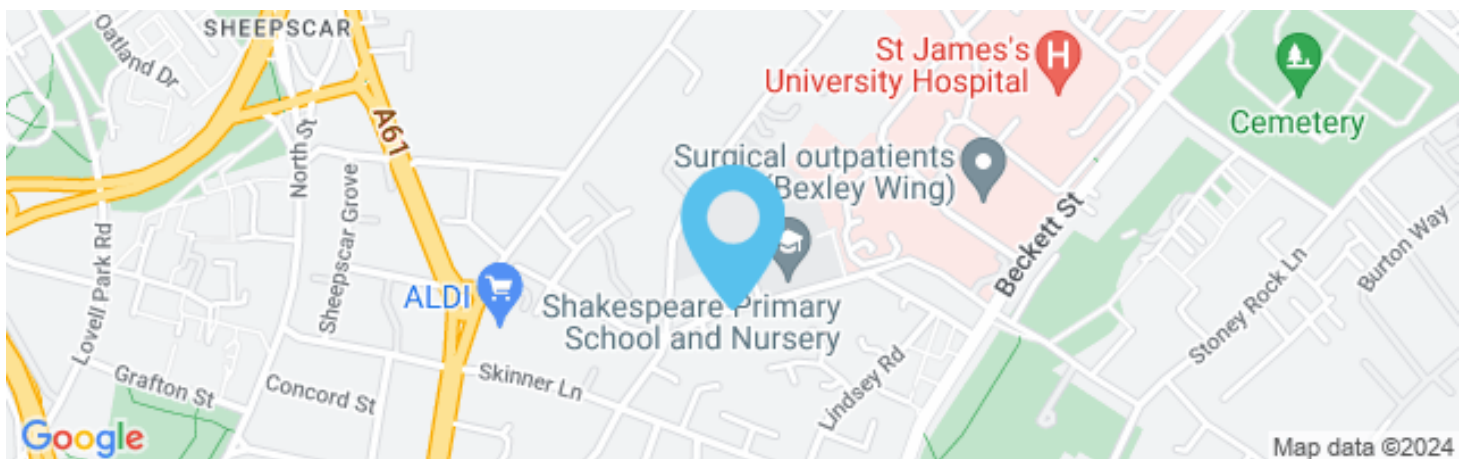 SHEEPSCAR
Oatland Dr
North St
A61
Sheepscar Grove
Lovell Park Rd
ALDI
Grafton St
Concord St
Skinner Ln
St James's
University Hospital
Cemetery
Surgical outpatients
(Bexley Wing)
Shakespeare Primary
School and Nursery
Beckett St
Lindsey Rd
Stoney Rock Ln
Burton Way
H
Google
Map data ©2024